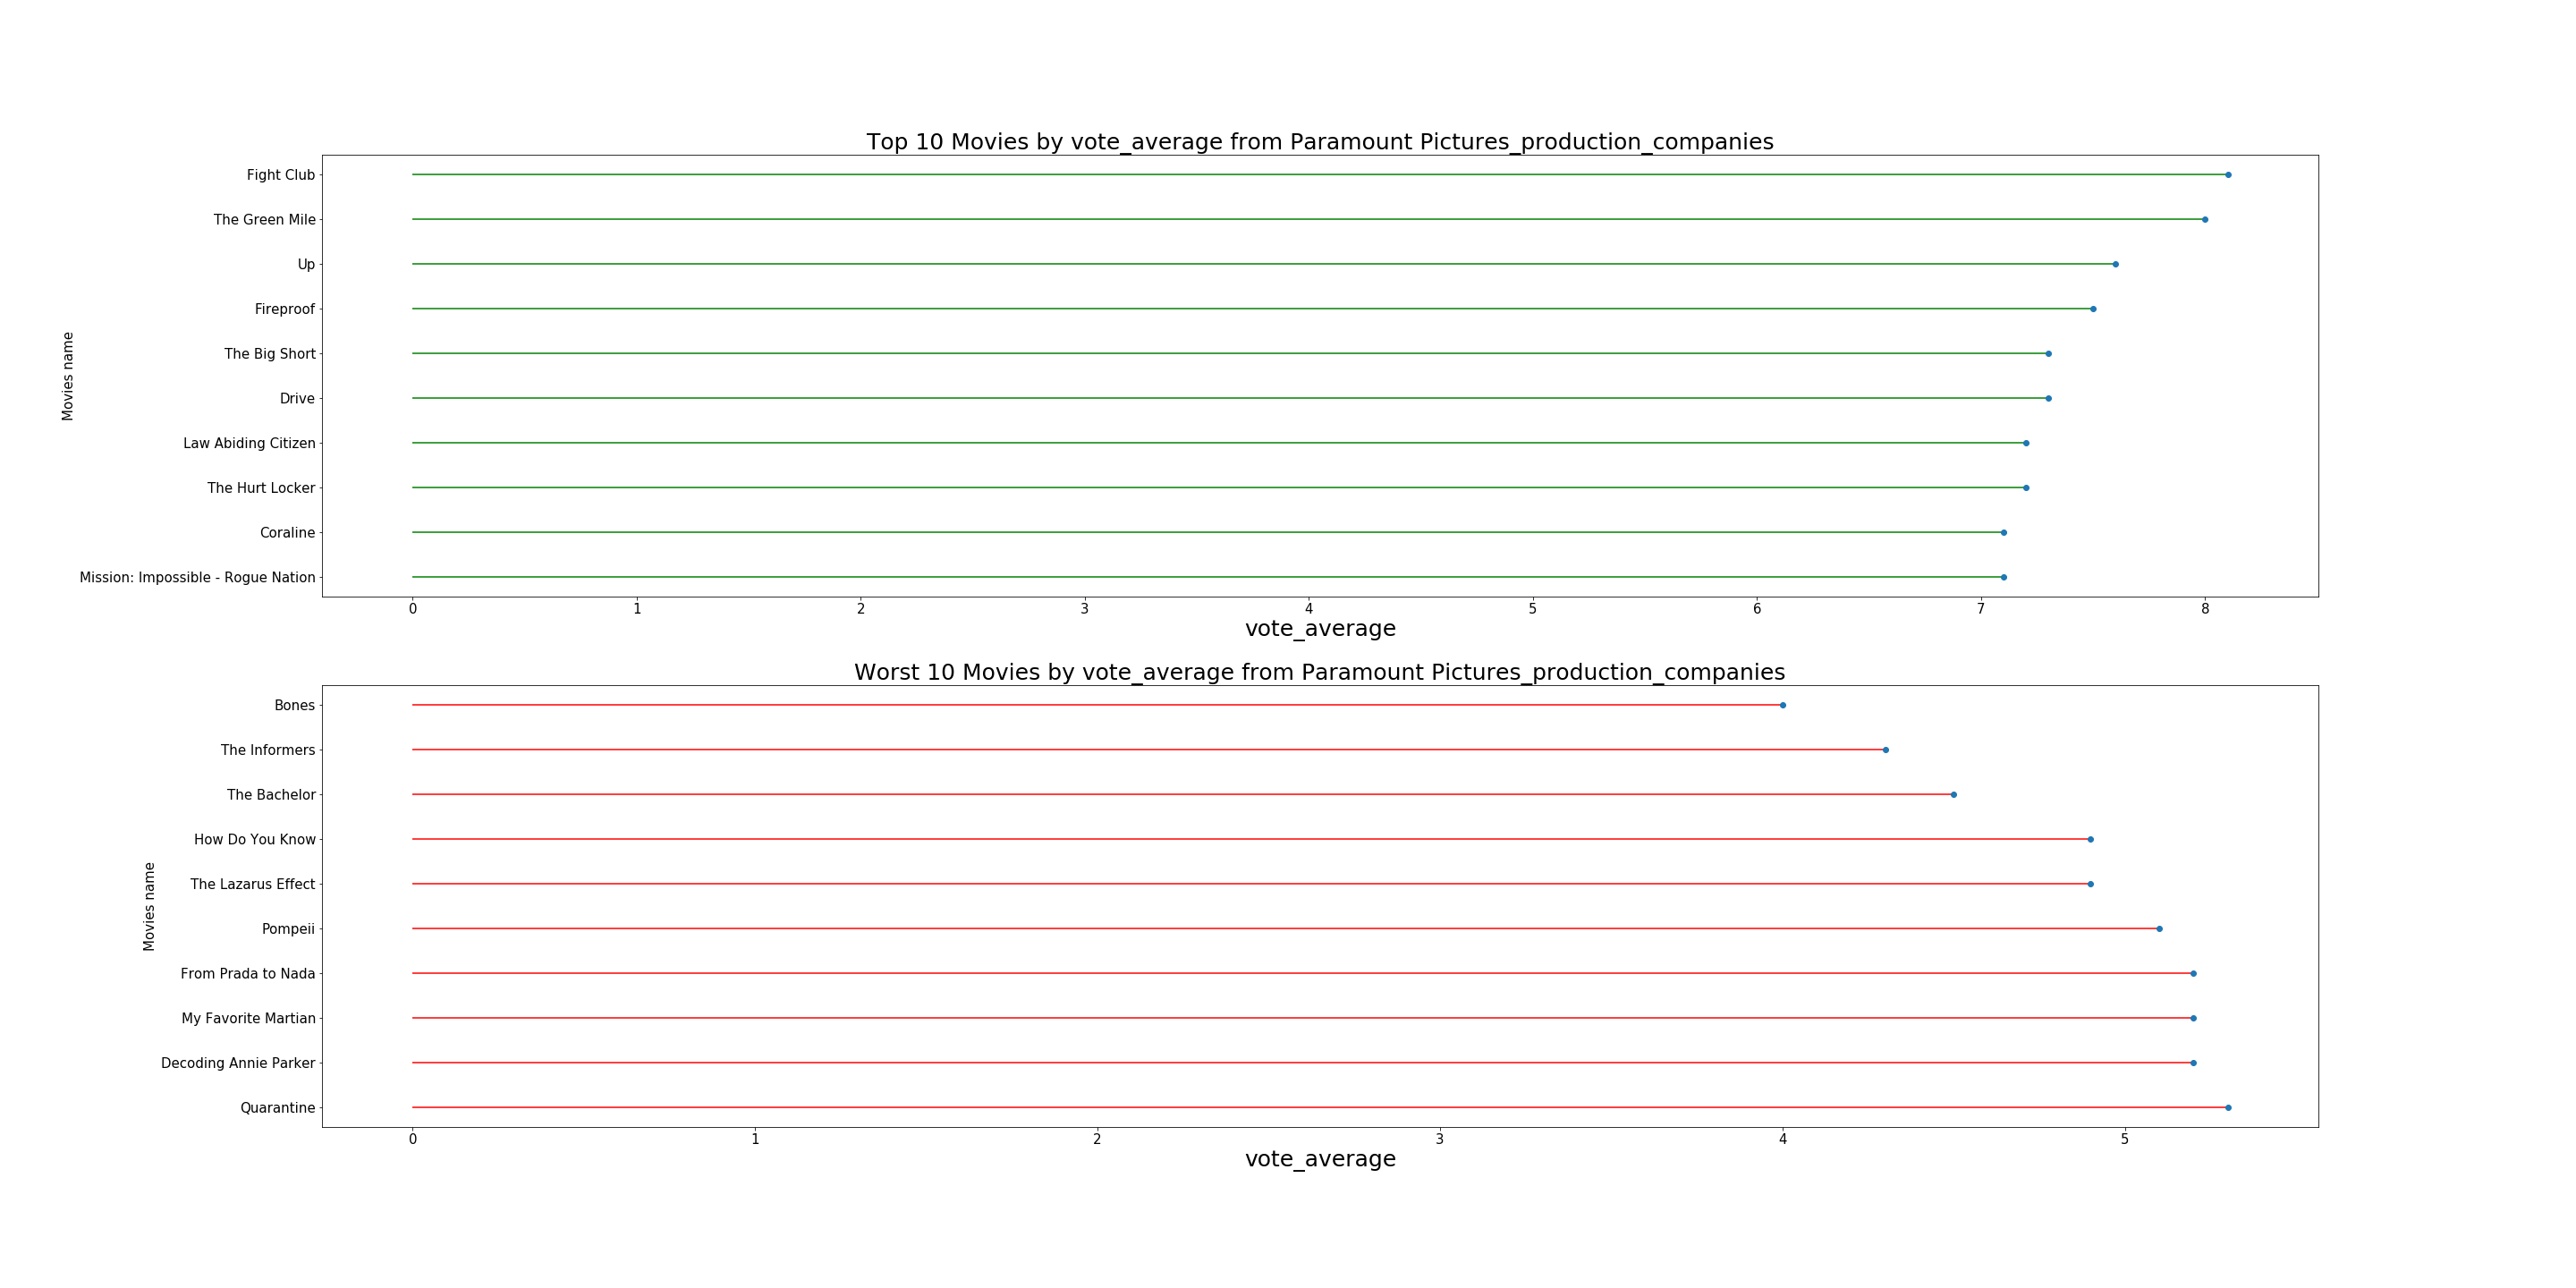 Top 10 Movies by vote_average from Paramount Pictures_production_companies
Movies name
Fight Club
The Green Mile
Up
Fireproof
The Big Short
Drive
Law Abiding Citizen
The Hurt Locker
Coraline
Mission: Impossible - Rogue Nation
0 1 2 3 4 5 6 7 8
vote_average
Worst 10 Movies by vote_average from Paramount Pictures_production_companies
Movies name
Bones
The Informers
The Bachelor
How Do You Know
The Lazarus Effect
Pompeii
From Prada to Nada
My Favorite Martian
Decoding Annie Parker
Quarantine
0 1 2 3 4 5
vote_average